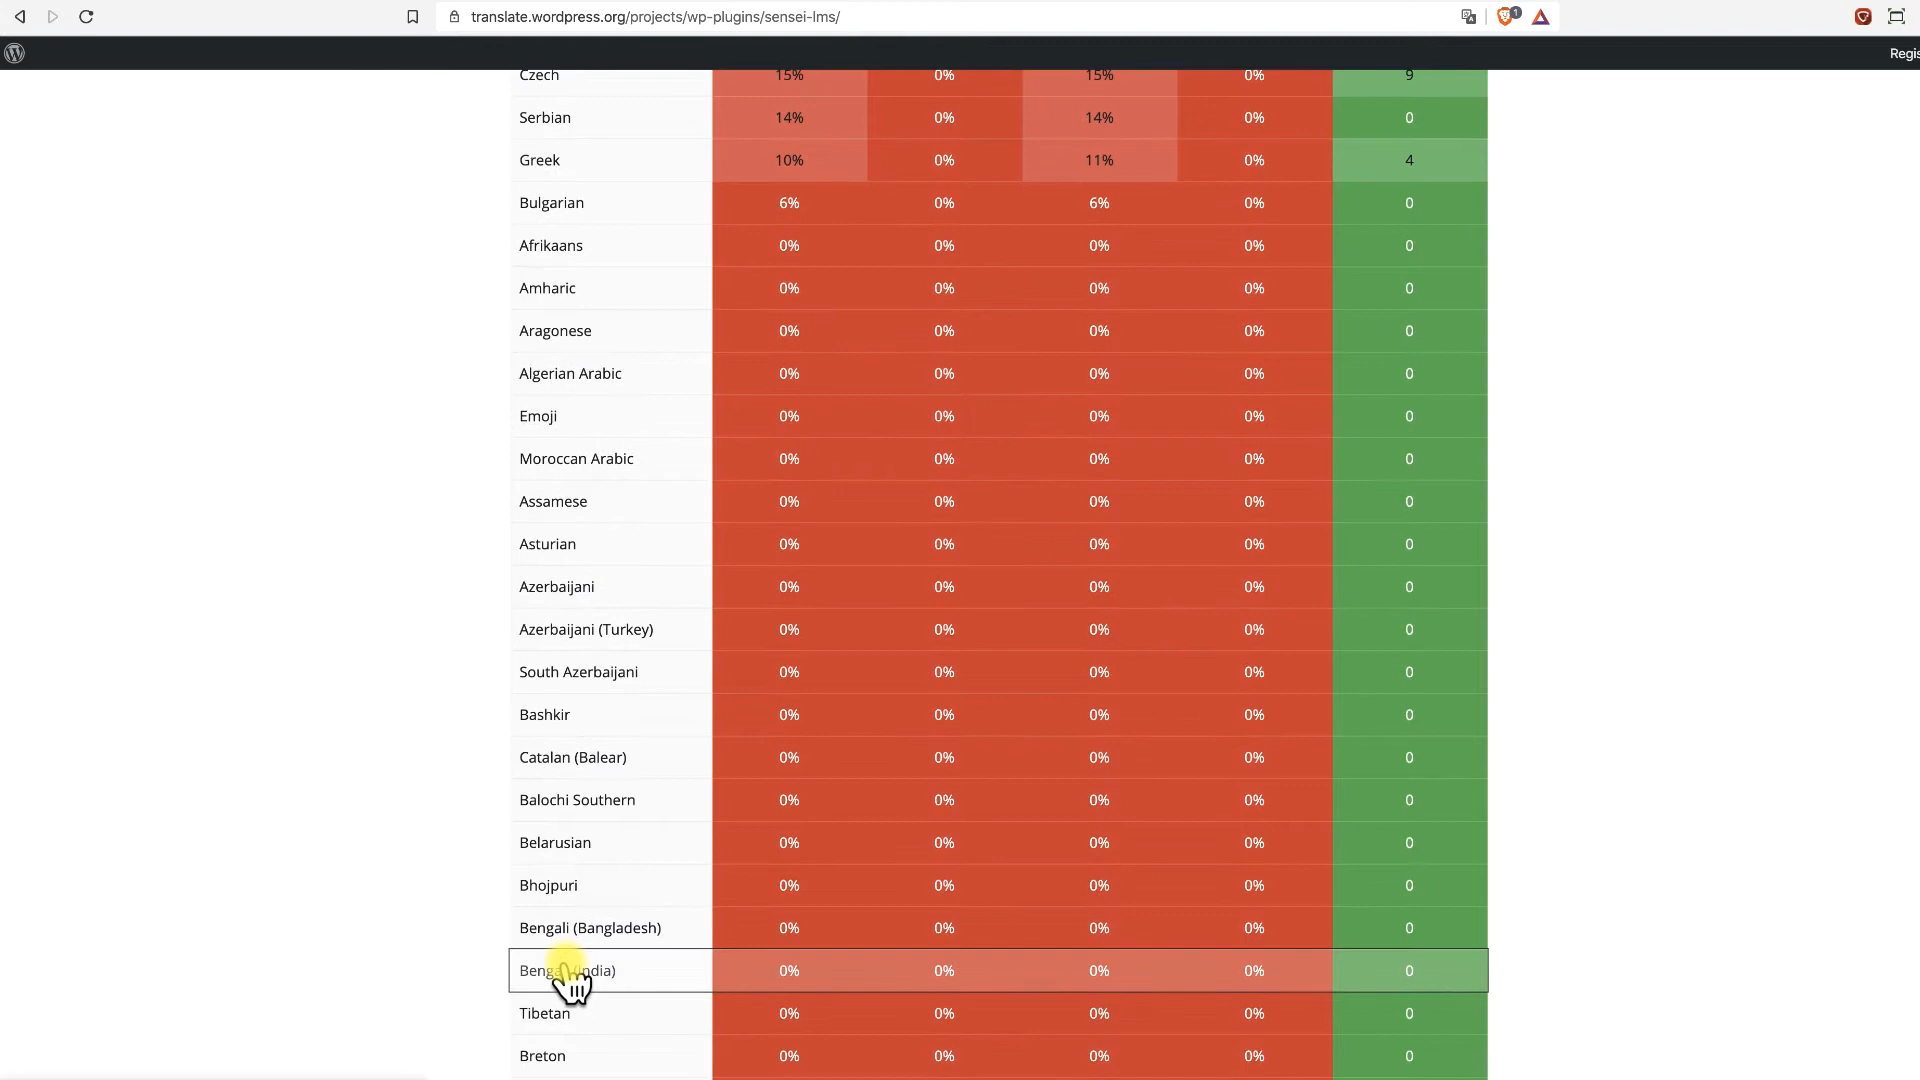 translate.wordpress.org/projects/wp-plugins/sensei-lms/
1
Regis
Czech 15% 0% 15% 0% 9
Serbian 14% 0% 14% 0% 0
Greek 10% 0% 11% 0% 4
Bulgarian 6% 0% 6% 0% 0
Afrikaans 0% 0% 0% 0% 0
Amharic 0% 0% 0% 0% 0
Aragonese 0% 0% 0% 0% 0
Algerian Arabic 0% 0% 0% 0% 0
Emoji 0% 0% 0% 0% 0
Moroccan Arabic 0% 0% 0% 0% 0
Assamese 0% 0% 0% 0% 0
Asturian 0% 0% 0% 0% 0
Azerbaijani 0% 0% 0% 0% 0
Azerbaijani (Turkey) 0% 0% 0% 0% 0
South Azerbaijani 0% 0% 0% 0% 0
Bashkir 0% 0% 0% 0% 0
Catalan (Balear) 0% 0% 0% 0% 0
Balochi Southern 0% 0% 0% 0% 0
Belarusian 0% 0% 0% 0% 0
Bhojpuri 0% 0% 0% 0% 0
Bengali (Bangladesh) 0% 0% 0% 0% 0
Bengali (India) 0% 0% 0% 0% 0
Tibetan 0% 0% 0% 0% 0
Breton 0% 0% 0% 0% 0